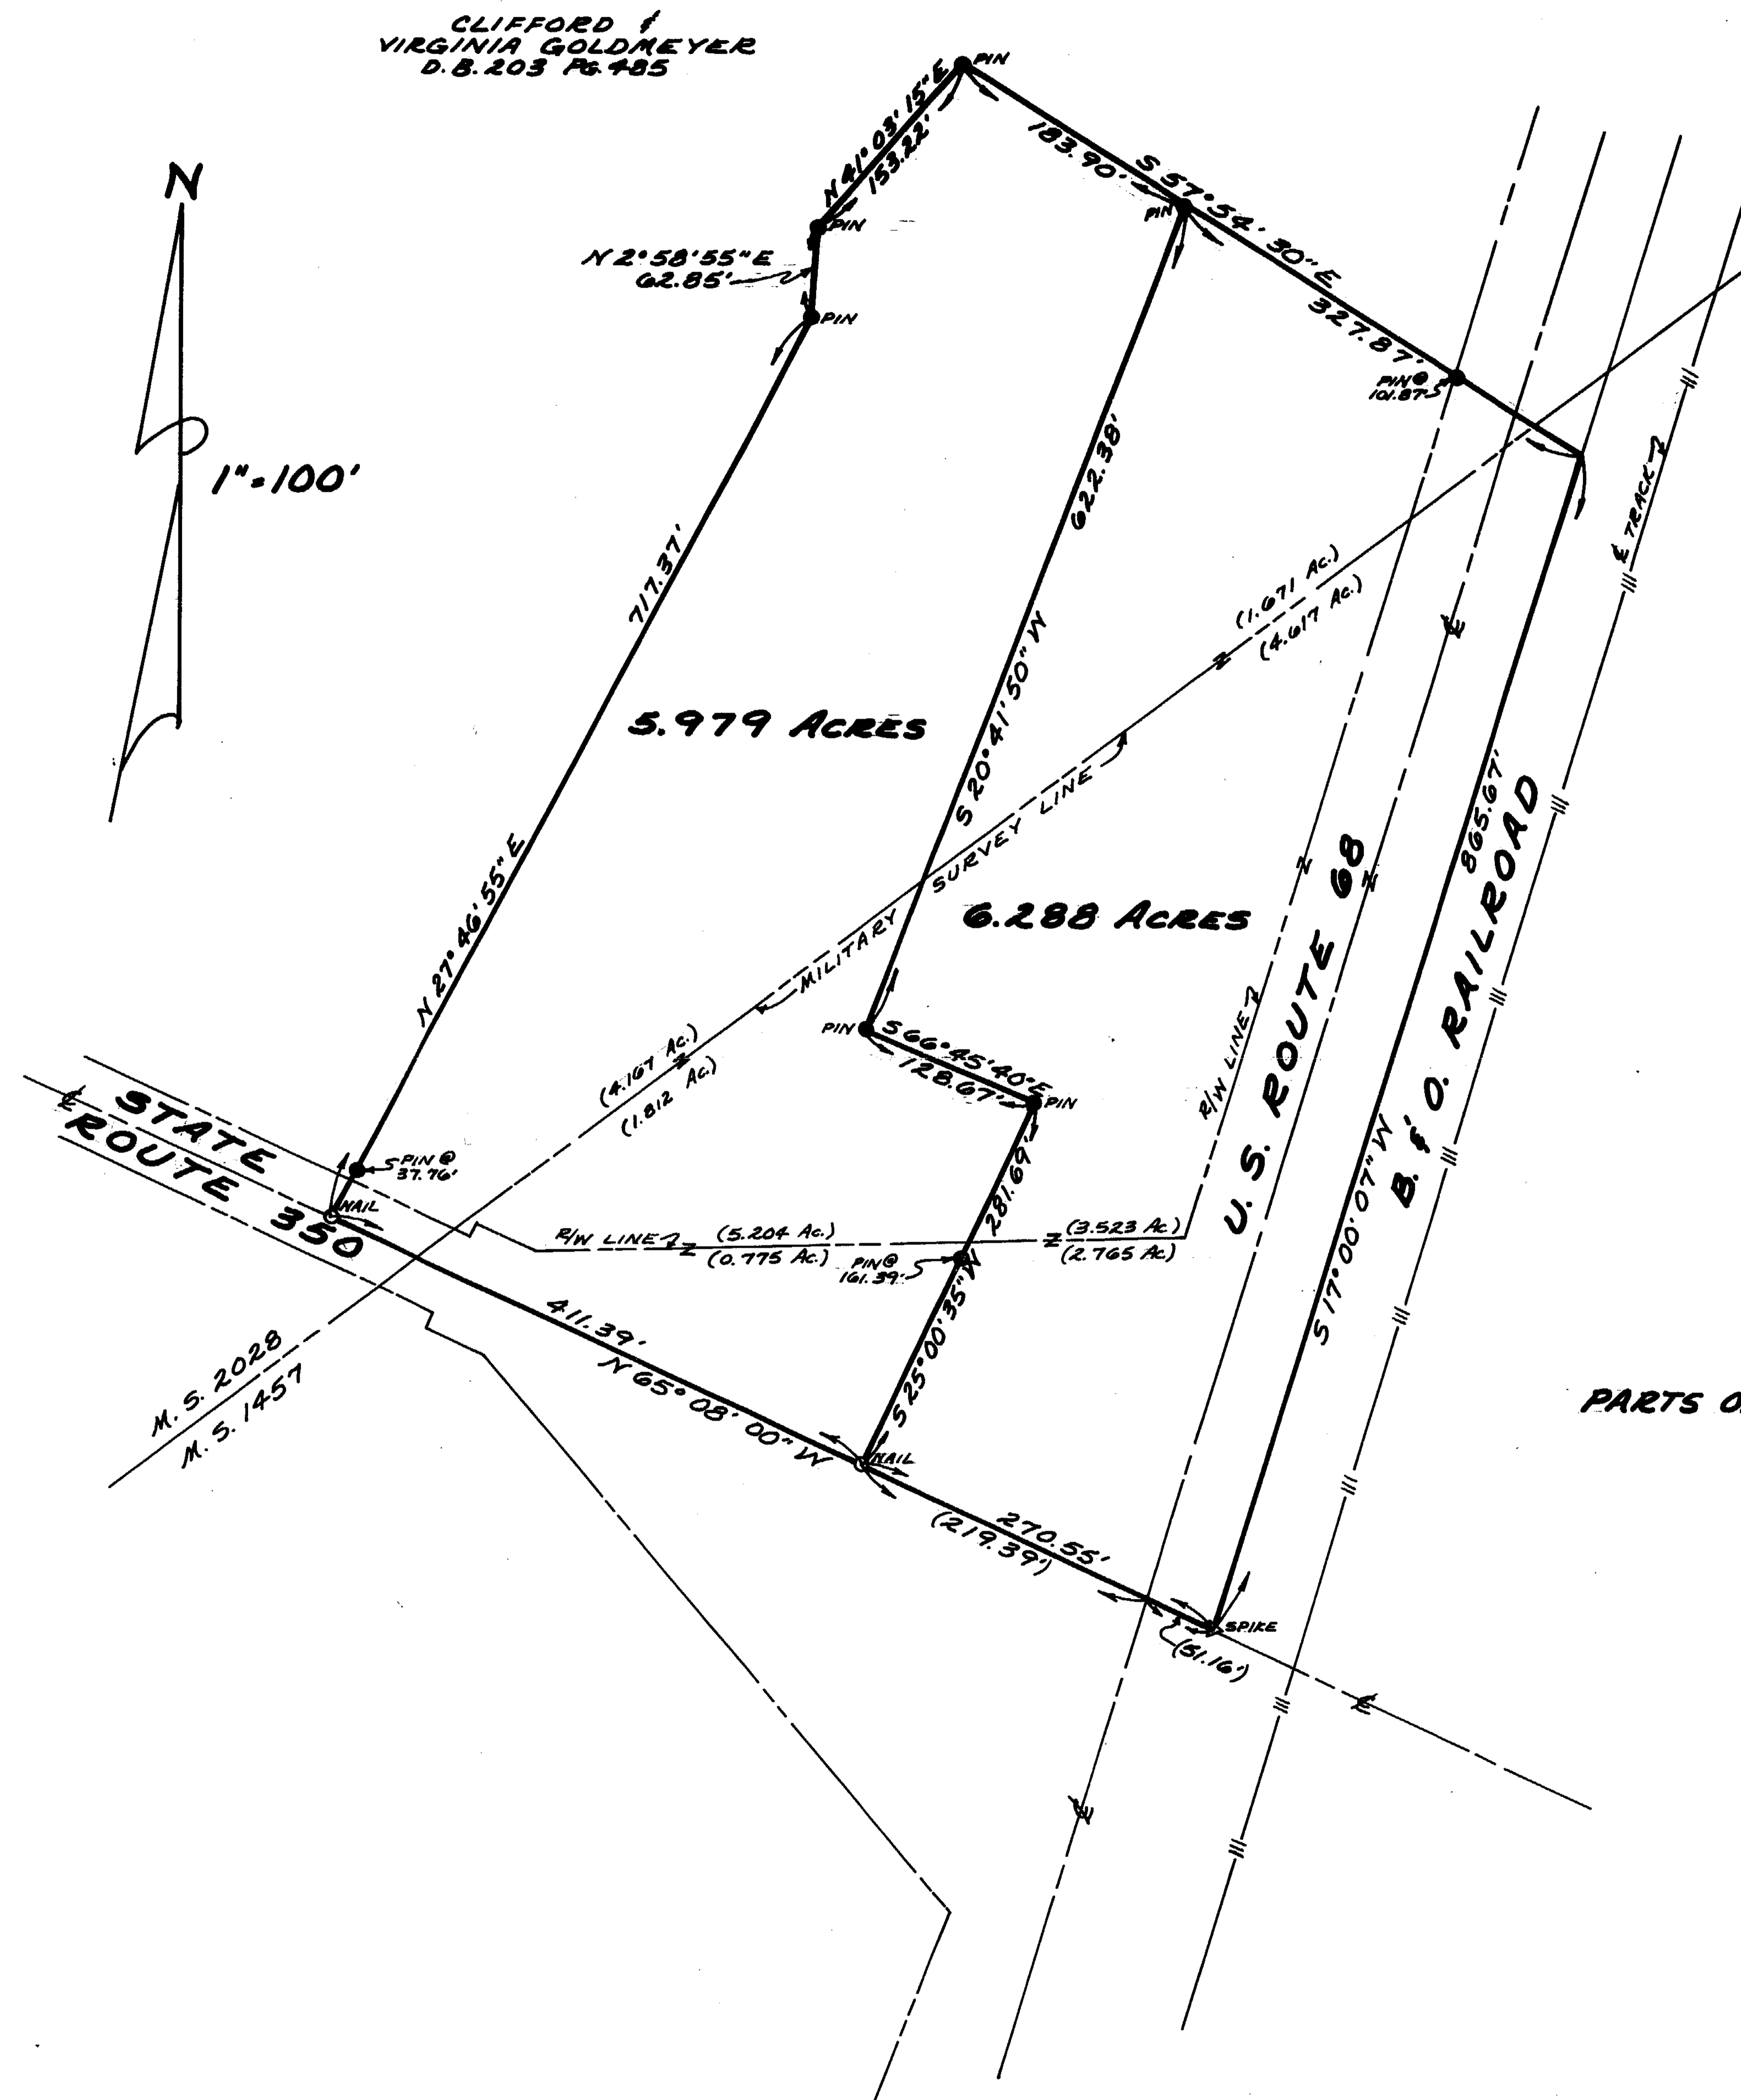 CLIFFORD &
VIRGINIA GOLDMEYER
D.B. 203 PG. 485
N
1"=100'
PIN
N 41° 03' 15" E
153.22'
PIN
N 2° 58' 55" E
62.85'
PIN
183.90'
S 57° 54' 30" E
PIN
327.87'
PIN @
101.87'
717.37'
N 27° 46' 55" E
622.38'
S 20° 41' 50" W
5.979 ACRES
6.288 ACRES
(1.671 AC.)
(4.617 AC.)
MILITARY SURVEY LINE
(4.167 AC.)
(1.812 AC.)
℄ TRACK
℄
U.S. ROUTE 68
865.67'
S 17° 00' 07" W
B. & O. RAILROAD
R/W LINE
PIN
S 66° 45' 40" E
128.67'
PIN
281.69'
S 25° 00' 35" W
℄
STATE
ROUTE 350
PIN @
37.76'
NAIL
R/W LINE
(5.204 AC.)
(0.775 AC.)
PIN @
161.39'
(3.523 AC)
(2.765 AC)
M. S. 2028
M. S. 1457
411.39'
N 65° 08' 00" W
NAIL
270.55'
(219.39')
SPIKE
(51.16')
℄
℄
PARTS O